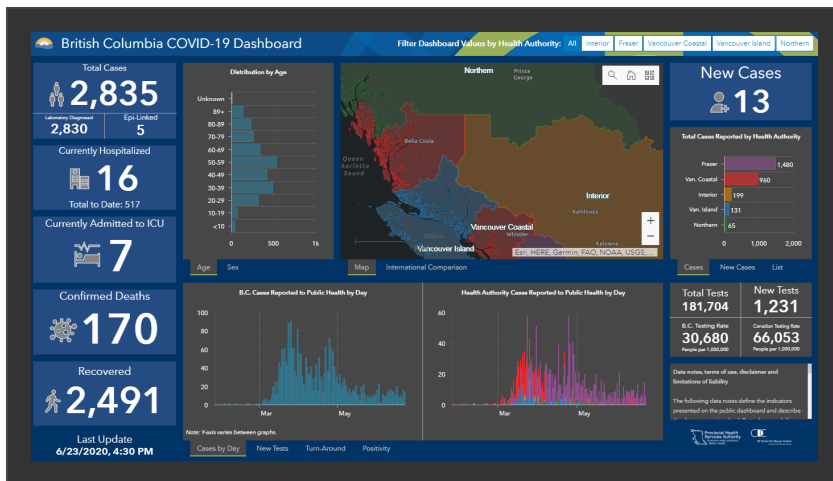 British Columbia COVID-19 Dashboard
Filter Dashboard Values by Health Authority: All Interior Fraser Vancouver Coastal Vancouver Island Northern
Total Cases
2,835
Laboratory Diagnosed Epi-Linked
2,830 5
Currently Hospitalized
16
Total to Date: 517
Currently Admitted to ICU
7
Confirmed Deaths
170
Recovered
2,491
Last Update
6/23/2020, 4:30 PM
Distribution by Age
Unknown
89+
80-89
70-79
60-69
50-59
40-49
30-39
20-29
10-19
<10
0 500 1k
Age Sex
Northern
Prince
George
Bella Coola
Queen
Sound
Interior
Kamloops
Vancouver Coastal
Whistler
Vancouver Island
Kelowna
Esri, HERE, Garmin, FAO, NOAA, USGS,...
+
−
Map International Comparison
New Cases
13
Total Cases Reported by Health Authority
Fraser 1,480
Van. Coastal 960
Interior 199
Van. Island 131
Northern 65
0 1,000 2,000
Cases New Cases List
B.C. Cases Reported to Public Health by Day
100
80
60
40
20
0
Mar May
Note: Y-axis varies between graphs.
Health Authority Cases Reported to Public Health by Day
60
40
20
0
Mar May
Cases by Day New Tests Turn-Around Positivity
Total Tests New Tests
181,704 1,231
B.C. Testing Rate Canadian Testing Rate
30,680 66,053
People per 1,000,000 People per 1,000,000
Data notes, terms of use, disclaimer and
limitations of liability
The following data notes define the indicators
presented on the public dashboard and describe
Provincial Health
Services Authority